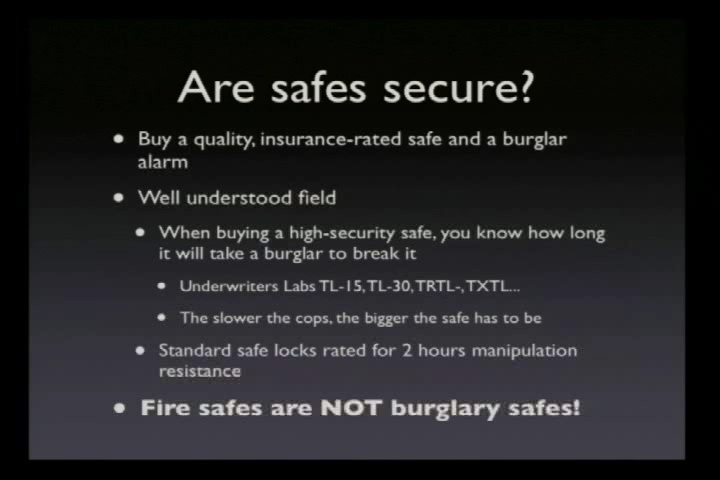 Are safes secure?
• Buy a quality, insurance-rated safe and a burglar
alarm
• Well understood field
• When buying a high-security safe, you know how long
it will take a burglar to break it
• Underwriters Labs TL-15, TL-30, TRTL-, TXTL...
• The slower the cops, the bigger the safe has to be
• Standard safe locks rated for 2 hours manipulation
resistance
• Fire safes are NOT burglary safes!